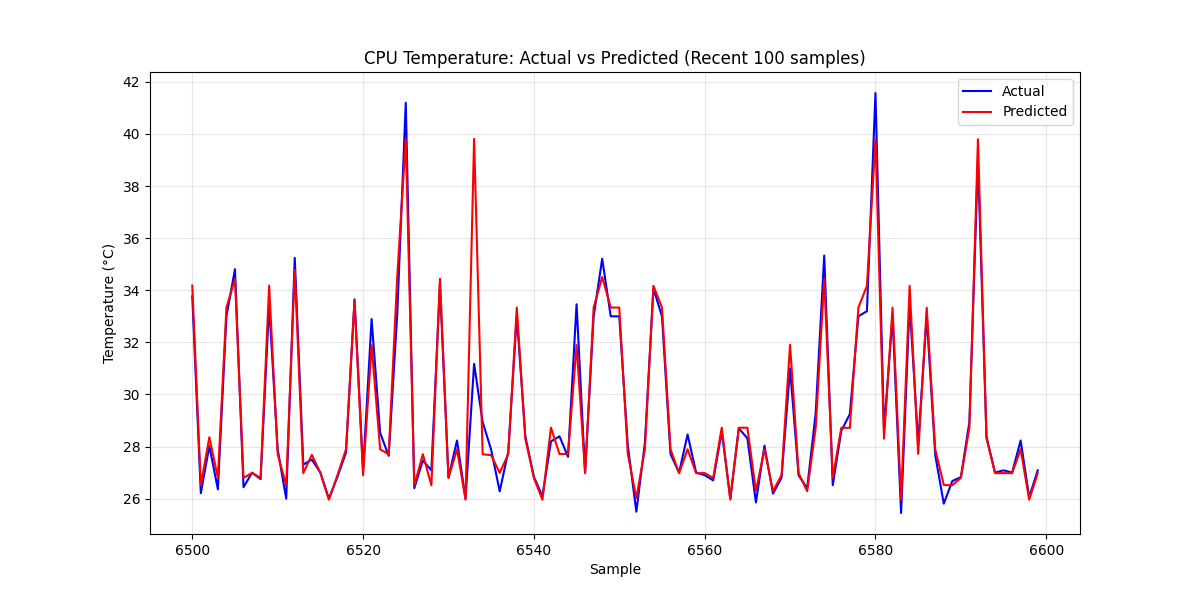 CPU Temperature: Actual vs Predicted (Recent 100 samples)
Actual
Predicted
Temperature (°C)
42
40
38
36
34
32
30
28
26
6500 6520 6540 6560 6580 6600
Sample